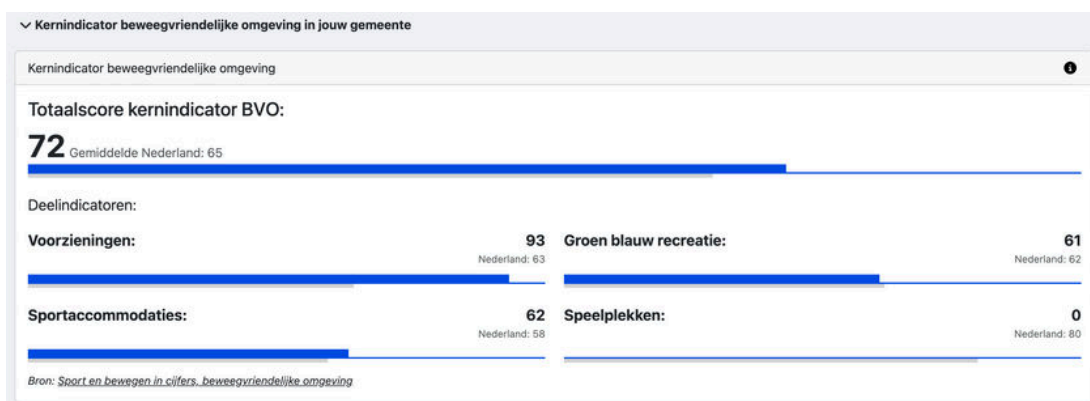 Kernindicator beweegvriendelijke omgeving in jouw gemeente
Kernindicator beweegvriendelijke omgeving
Totaalscore kernindicator BVO:
72 Gemiddelde Nederland: 65
Deelindicatoren:
Voorzieningen: 93
Nederland: 63
Groen blauw recreatie: 61
Nederland: 62
Sportaccommodaties: 62
Nederland: 58
Speelplekken: 0
Nederland: 80
Bron: Sport en bewegen in cijfers, beweegvriendelijke omgeving